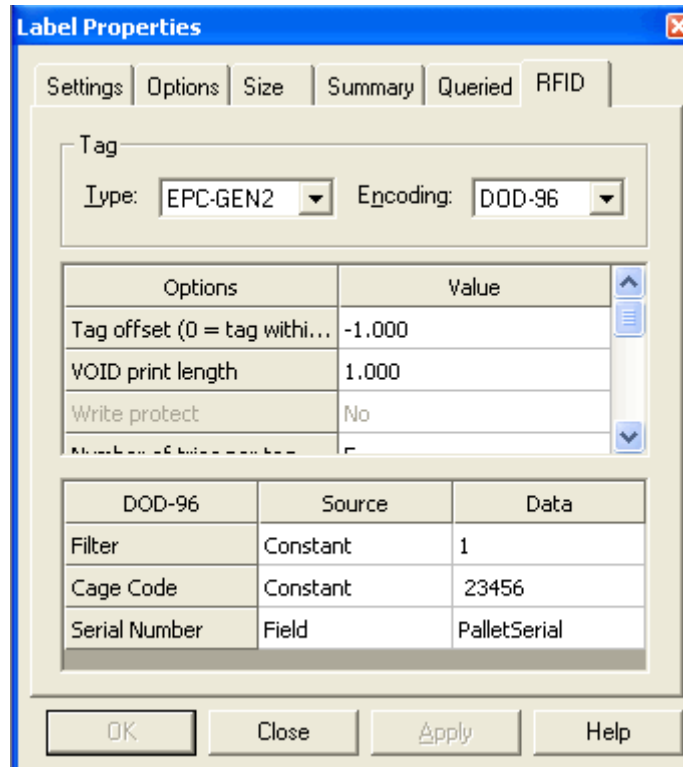 Label Properties
Settings Options Size Summary Queried RFID
Tag
Type: EPC-GEN2 Encoding: DOD-96
Options Value
Tag offset (0 = tag withi... -1.000
VOID print length 1.000
Write protect No
DOD-96 Source Data
Filter Constant 1
Cage Code Constant 23456
Serial Number Field PalletSerial
OK Close Apply Help